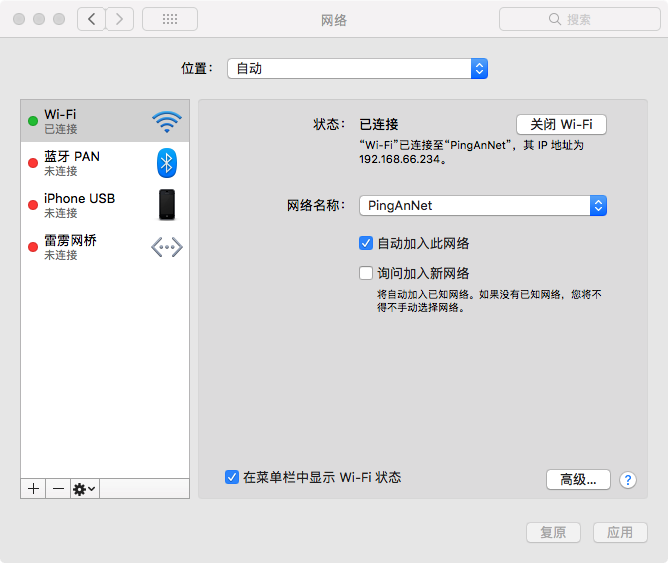 网络
搜索
位置：
自动
Wi-Fi
已连接
蓝牙 PAN
未连接
iPhone USB
未连接
雷雳网桥
未连接
状态：
已连接
关闭 Wi-Fi
“Wi-Fi”已连接至“PingAnNet”，其 IP 地址为
192.168.66.234。
网络名称：
PingAnNet
自动加入此网络
询问加入新网络
将自动加入已知网络。如果没有已知网络，您将不
得不手动选择网络。
在菜单栏中显示 Wi-Fi 状态
高级...
?
复原
应用